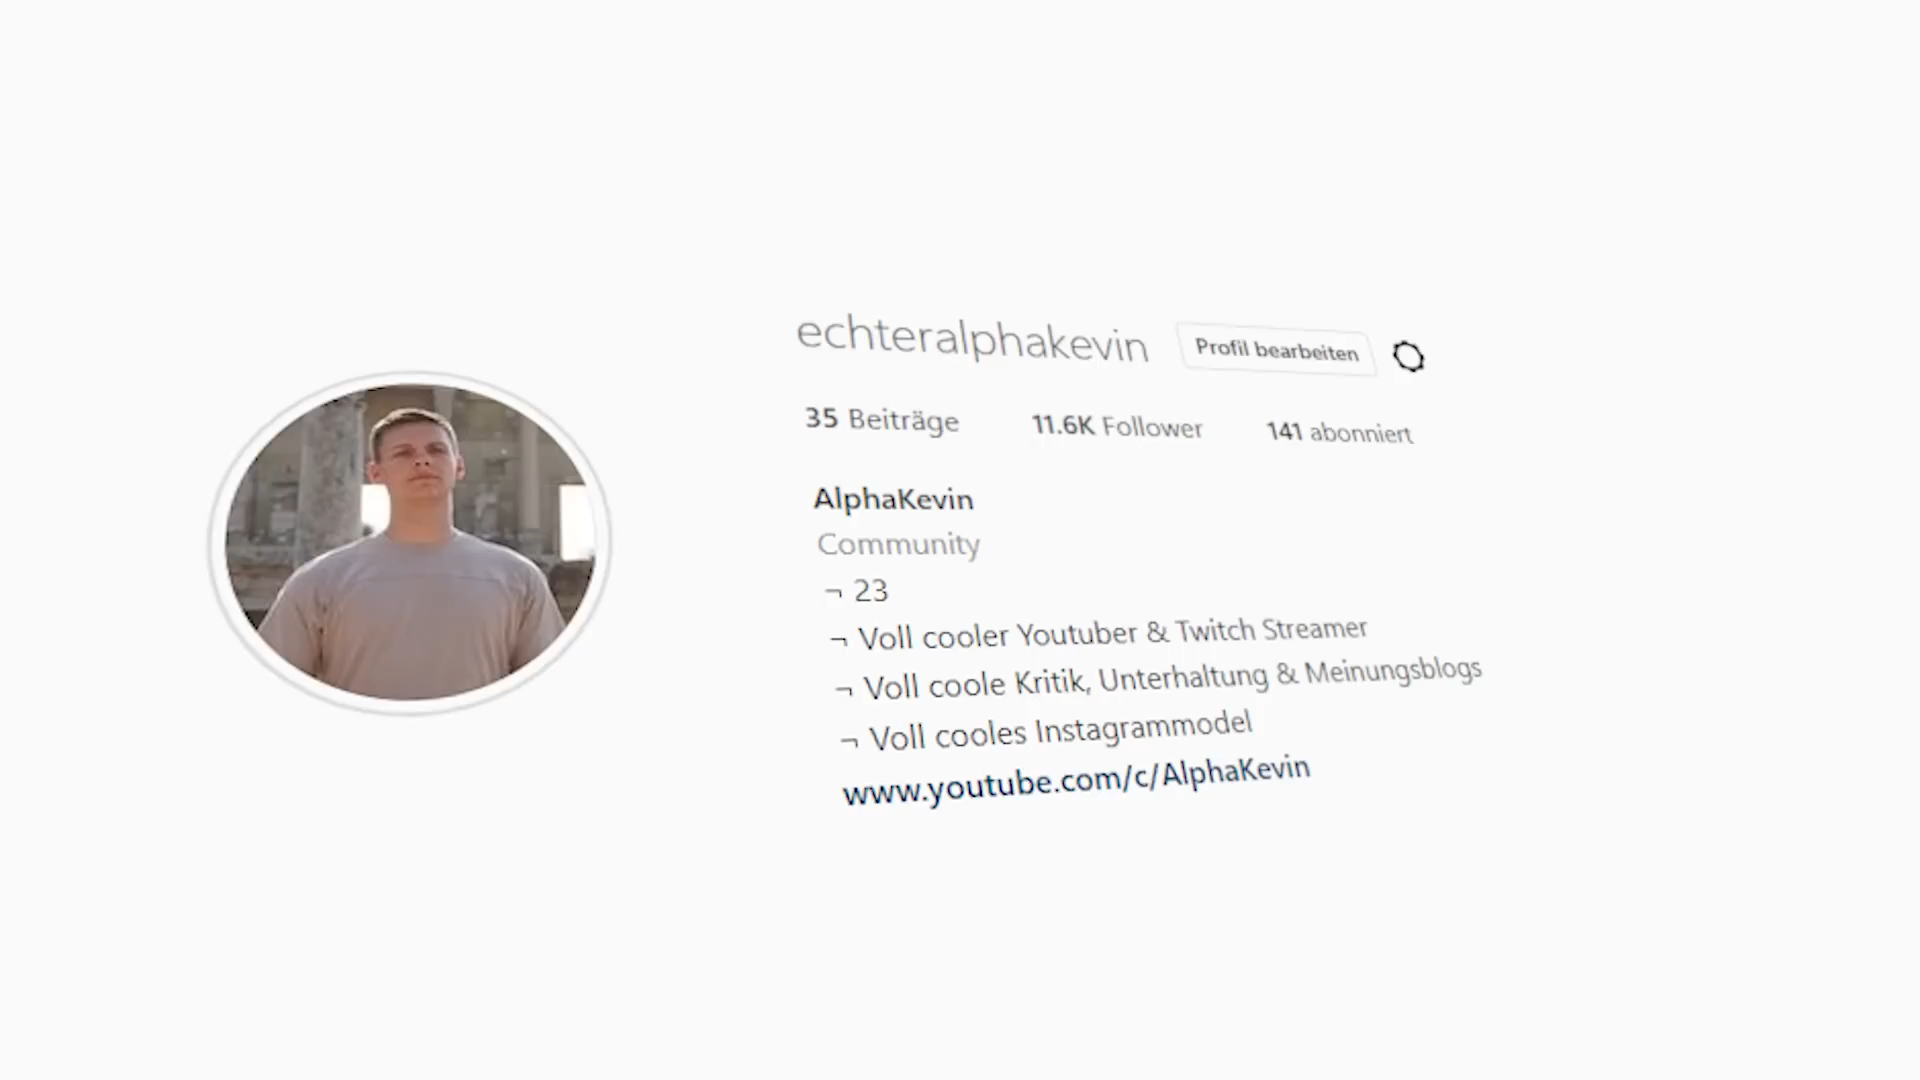 echteralphakevin Profil bearbeiten
35 Beiträge 11.6K Follower 141 abonniert
AlphaKevin
Community
¬ 23
¬ Voll cooler Youtuber & Twitch Streamer
¬ Voll coole Kritik, Unterhaltung & Meinungsblogs
¬ Voll cooles Instagrammodel
www.youtube.com/c/AlphaKevin